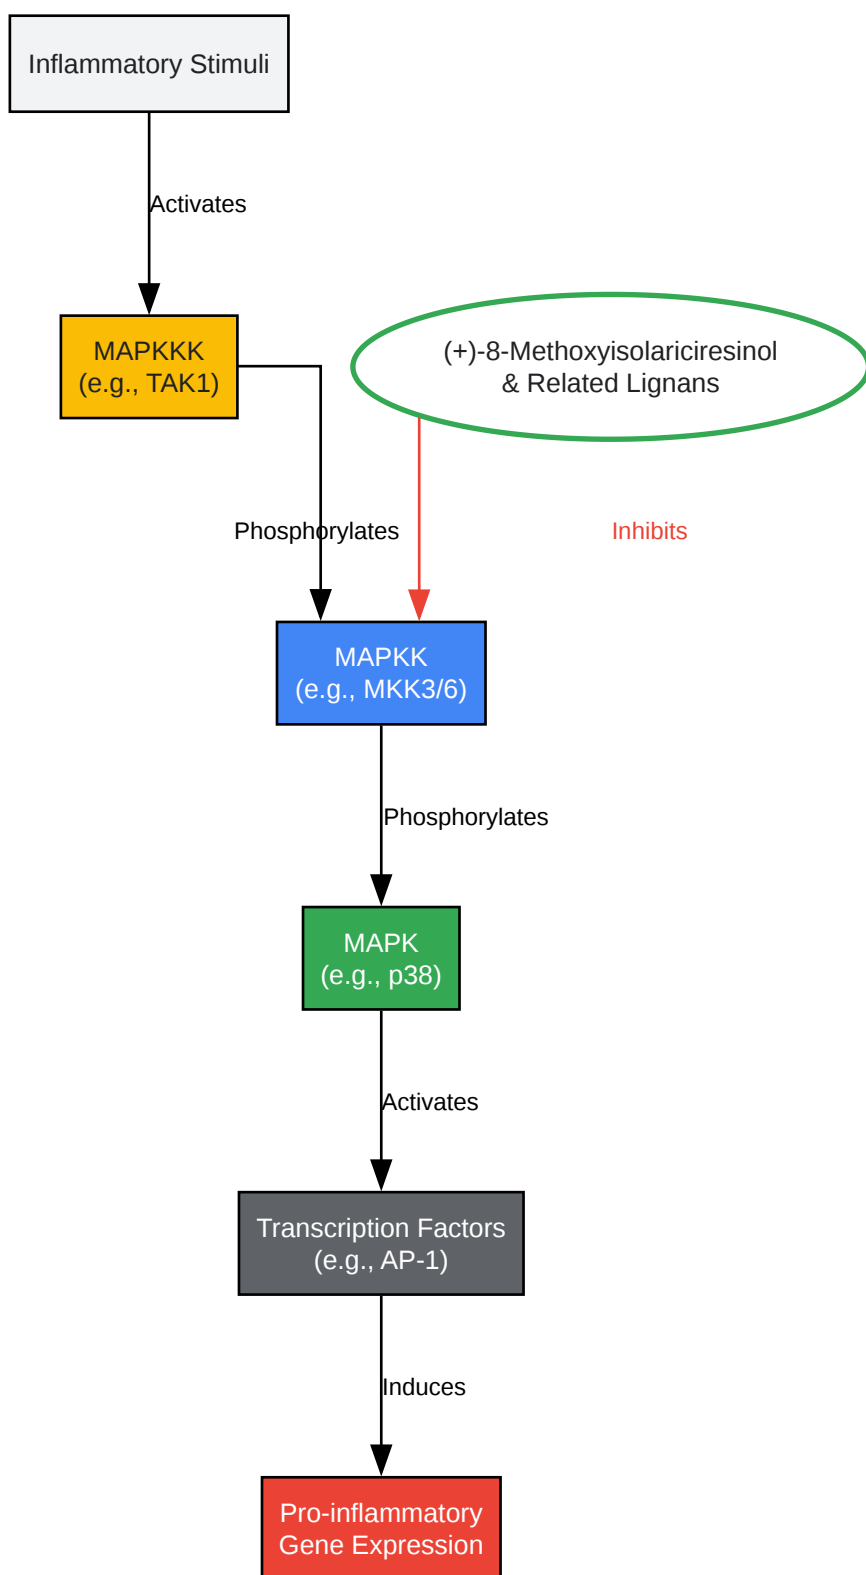 Inflammatory Stimuli
Activates
MAPKKK
(e.g., TAK1)
(+)-8-Methoxyisolariciresinol
& Related Lignans
Phosphorylates
Inhibits
MAPKK
(e.g., MKK3/6)
Phosphorylates
MAPK
(e.g., p38)
Activates
Transcription Factors
(e.g., AP-1)
Induces
Pro-inflammatory
Gene Expression